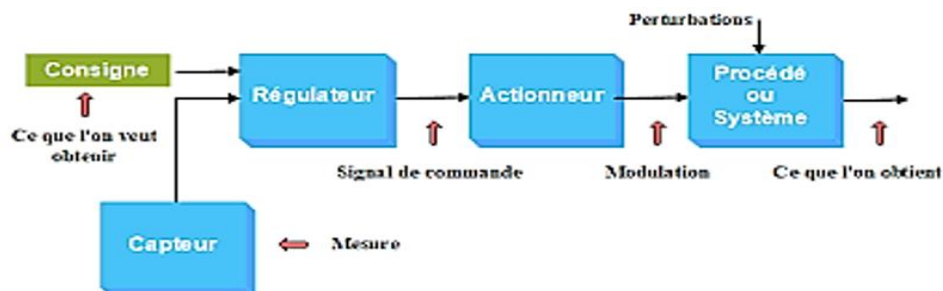 Perturbations
Consigne
Régulateur
Actionneur
Procédé
ou
Système
Ce que l'on veut
obtenir
Signal de commande
Modulation
Ce que l'on obtient
Capteur
Mesure